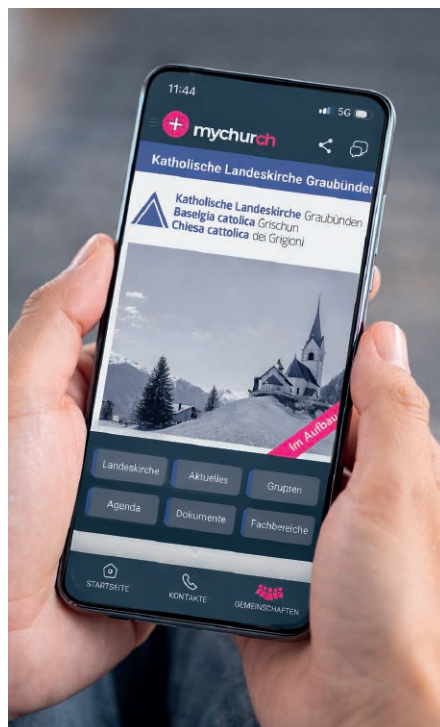 11:44
5G
mychurch
Katholische Landeskirche Graubünden
Katholische Landeskirche Graubünden
Baselgia catolica Grischun
Chiesa cattolica dei Grigioni
Im Aufbau
Landeskirche
Aktuelles
Gruppen
Agenda
Dokumente
Fachbereiche
STARTSEITE
KONTAKTE
GEMEINSCHAFTEN